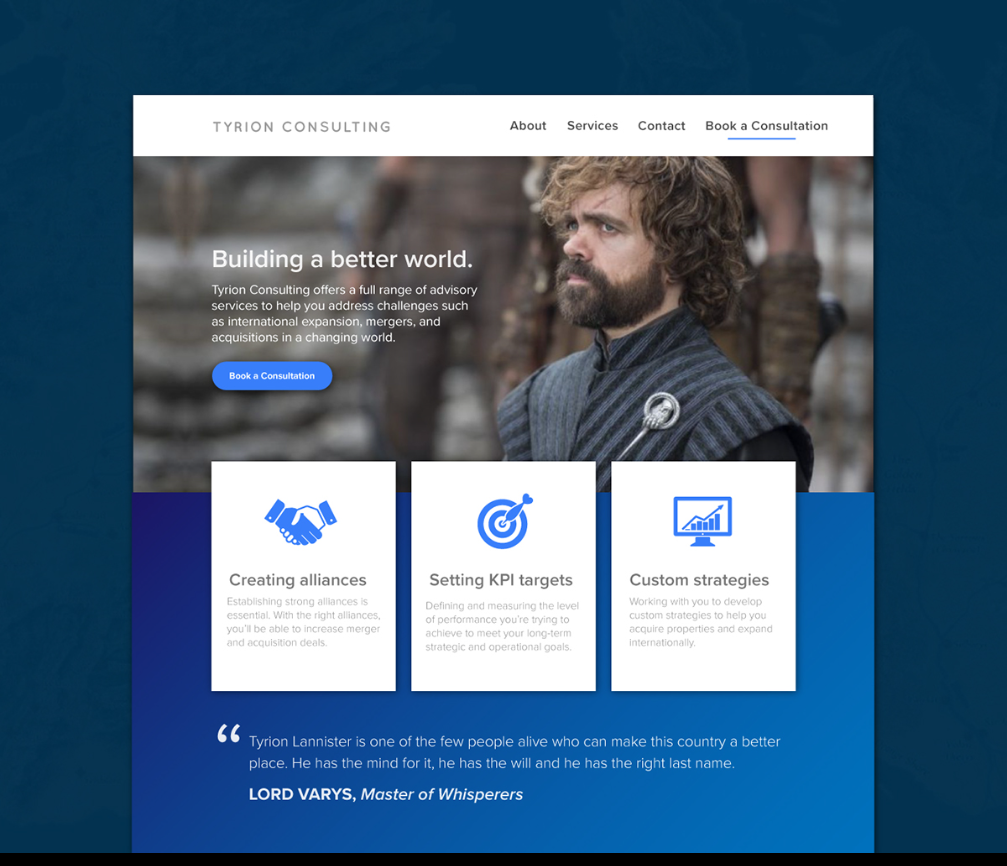 TYRION CONSULTING
About Services Contact Book a Consultation
Building a better world.
Tyrion Consulting offers a full range of advisory
services to help you address challenges such
as international expansion, mergers, and
acquisitions in a changing world.
Book a Consultation
Creating alliances
Establishing strong alliances is
essential. With the right alliances,
you'll be able to increase merger
and acquisition deals.
Setting KPI targets
Defining and measuring the level
of performance you're trying to
achieve to meet your long-term
strategic and operational goals.
Custom strategies
Working with you to develop
custom strategies to help you
acquire properties and expand
internationally.
“ Tyrion Lannister is one of the few people alive who can make this country a better
place. He has the mind for it, he has the will and he has the right last name.
LORD VARYS, Master of Whisperers